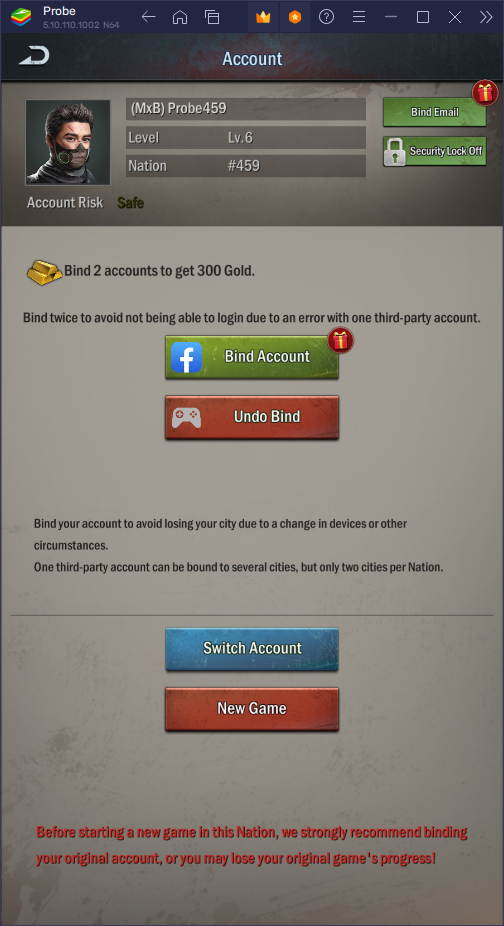 Probe
5.10.110.1002 N64
Account
(MxB) Probe459
Bind Email
Level Lv.6
Security Lock Off
Nation #459
Account Risk Safe
Bind 2 accounts to get 300 Gold.
Bind twice to avoid not being able to login due to an error with one third-party account.
Bind Account
Undo Bind
Bind your account to avoid losing your city due to a change in devices or other
circumstances.
One third-party account can be bound to several cities, but only two cities per Nation.
Switch Account
New Game
Before starting a new game in this Nation, we strongly recommend binding
your original account, or you may lose your original game's progress!